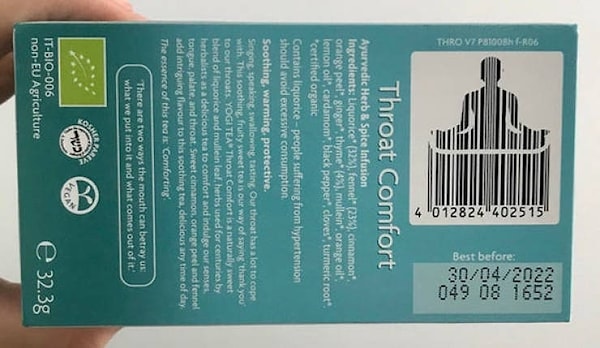 Throat Comfort
Ayurvedic Herb & Spice Infusion
Ingredients: Liquorice* (32%), fennel* (23%), cinnamon*,
orange peel*, ginger*, thyme* (4%), mullein*, orange oil*,
lemon oil*, cardamom*, black pepper*, cloves*, turmeric root*.
*certified organic
Contains liquorice – people suffering from hypertension
should avoid excessive consumption.
Soothing, warming, protective.
Singing, speaking, swallowing, tasting. Our throat has a lot to cope
with. This soothing, fruity sweet tea is our way of saying 'thank you'
to our throats. YOGI TEA® Throat Comfort is a naturally sweet
blend of liquorice and mullein leaf, herbs used for centuries by
herbalists as a delicious tea to comfort and indulge our senses,
tongue, palate, and throat. Sweet cinnamon, orange peel and fennel
add intriguing flavour to this soothing tea, delicious any time of day.
The essence of this tea is: 'Comforting'
'There are two ways the mouth can betray us:
what we put into it and what comes out of it.'
IT-BIO-006
non-EU Agriculture
KOSHER PARVE
VEGAN
e 32.3g
THRO V7 PB1008h f-R06
4 012824 402515
Best before:
30/04/2022
049 08 1652